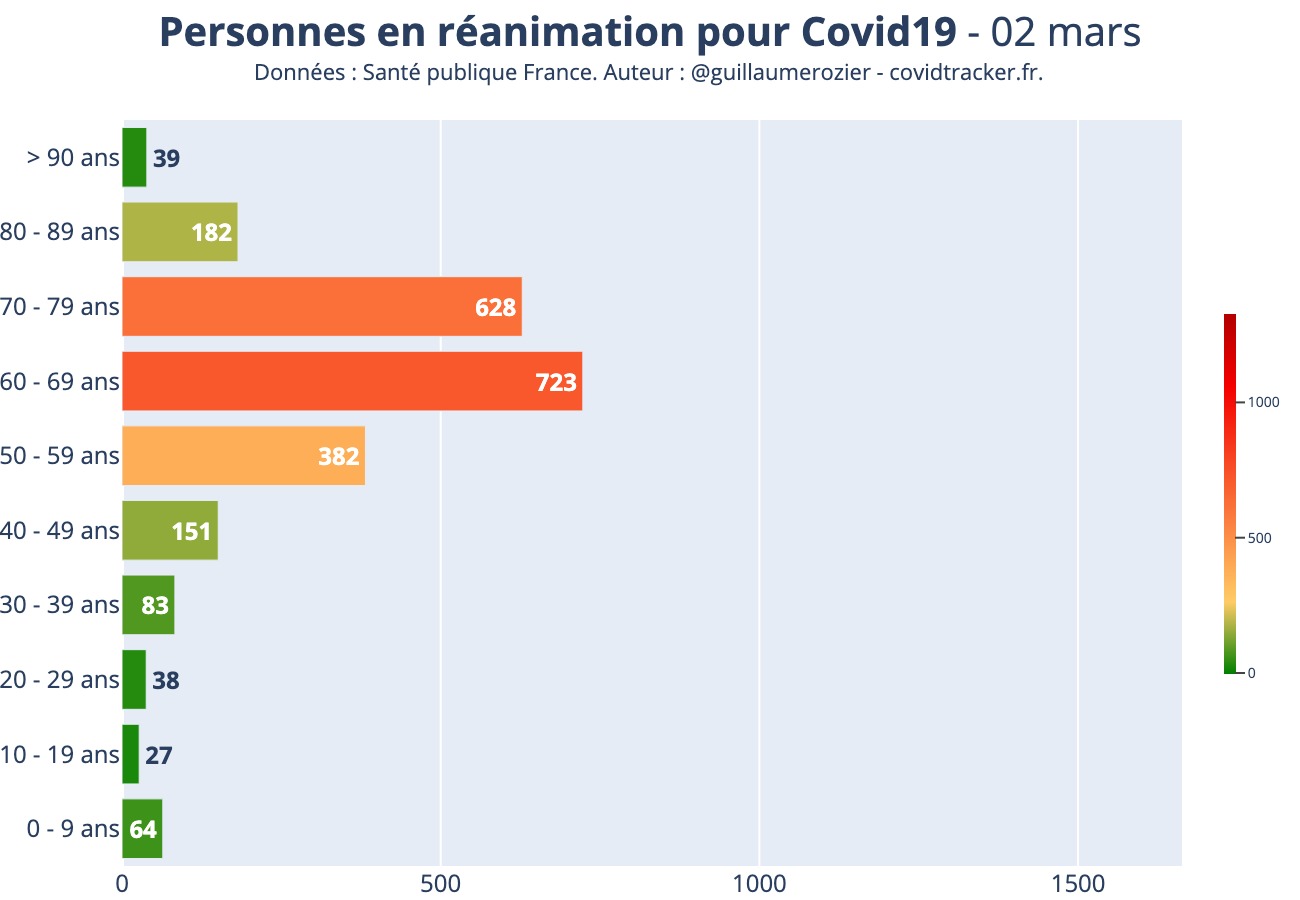 Personnes en réanimation pour Covid19 - 02 mars
Données : Santé publique France. Auteur : @guillaumerozier - covidtracker.fr.
> 90 ans 39
80 - 89 ans 182
70 - 79 ans 628
60 - 69 ans 723
50 - 59 ans 382
40 - 49 ans 151
30 - 39 ans 83
20 - 29 ans 38
10 - 19 ans 27
0 - 9 ans 64
0 500 1000 1500
1000
500
0